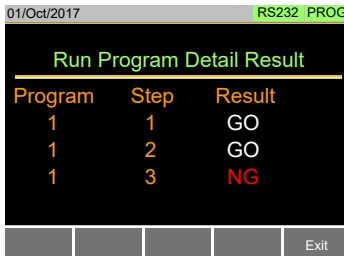 01/Oct/2017 RS232 PROG
Run Program Detail Result
Program Step Result
1 1 GO
1 2 GO
1 3 NG
Exit